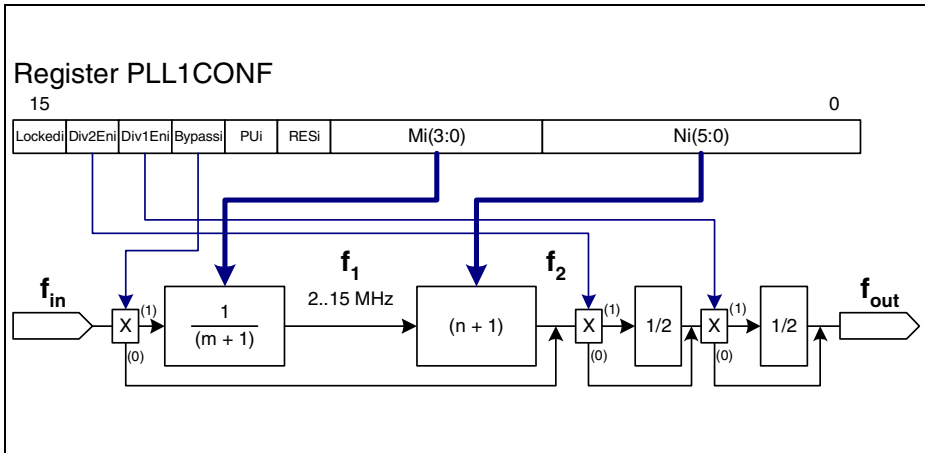 Register PLL1CONF
15 0
Lockedi Div2Eni Div1Eni Bypassi PUi RESi Mi(3:0) Ni(5:0)
f1 f2
fin 2..15 MHz fout
X (1) 1 (m + 1) (n + 1) X (1) 1/2 X (1) 1/2
(0) (0) (0)